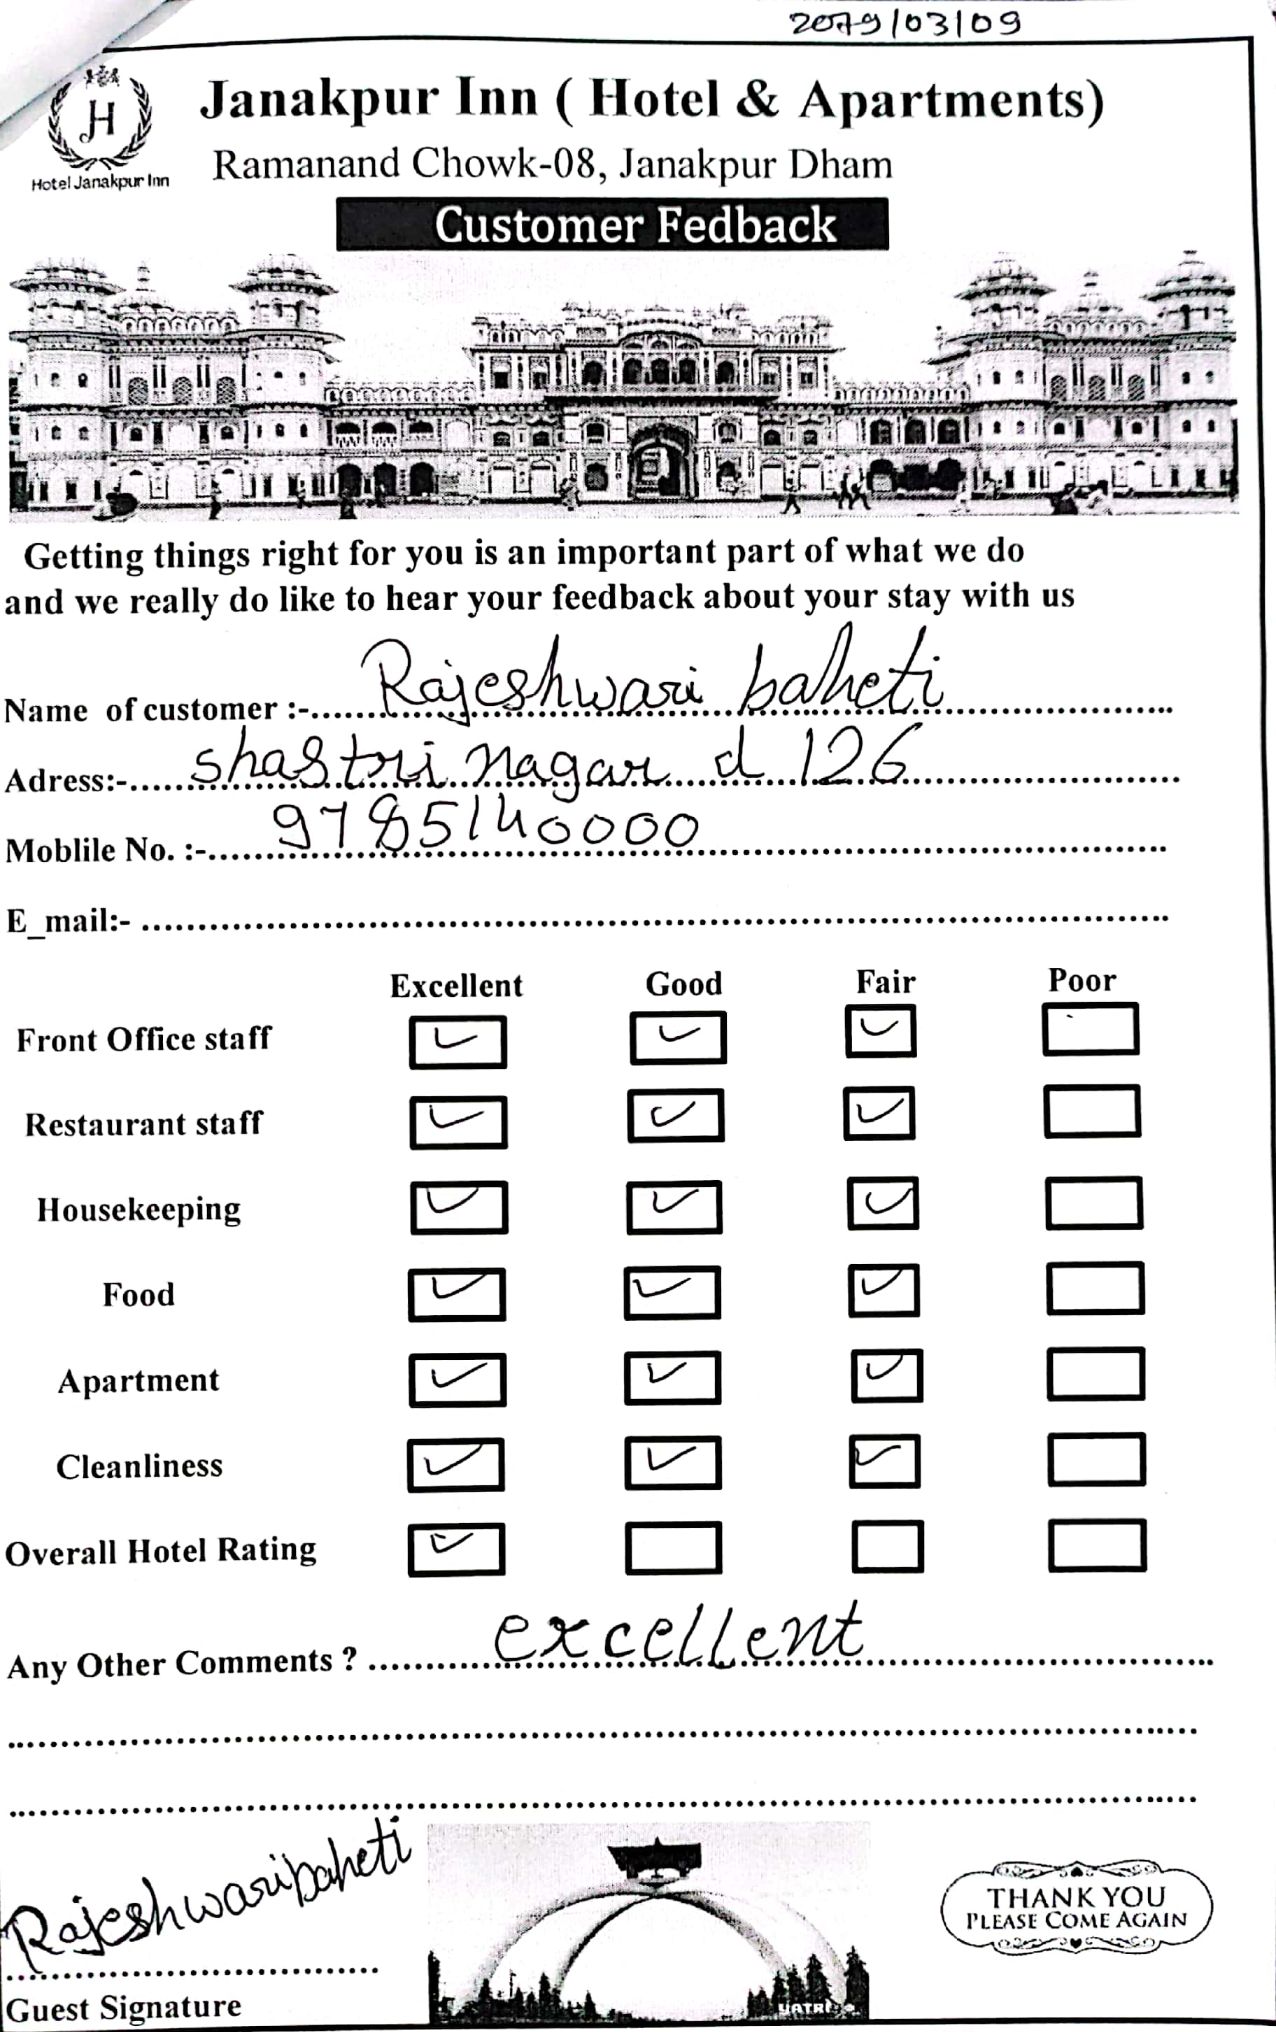 2079/03/09
H
Hotel Janakpur Inn
Janakpur Inn ( Hotel & Apartments)
Ramanand Chowk-08, Janakpur Dham
Customer Fedback
Getting things right for you is an important part of what we do
and we really do like to hear your feedback about your stay with us
Name of customer :-Rajeshwari baheti
Adress:-shastri nagar d 126
Moblile No. :-9785140000
E_mail:-
Excellent Good Fair Poor
Front Office staff
Restaurant staff
Housekeeping
Food
Apartment
Cleanliness
Overall Hotel Rating
Any Other Comments ? excellent
Rajeshwari baheti
Guest Signature
YATRI
THANK YOU
PLEASE COME AGAIN